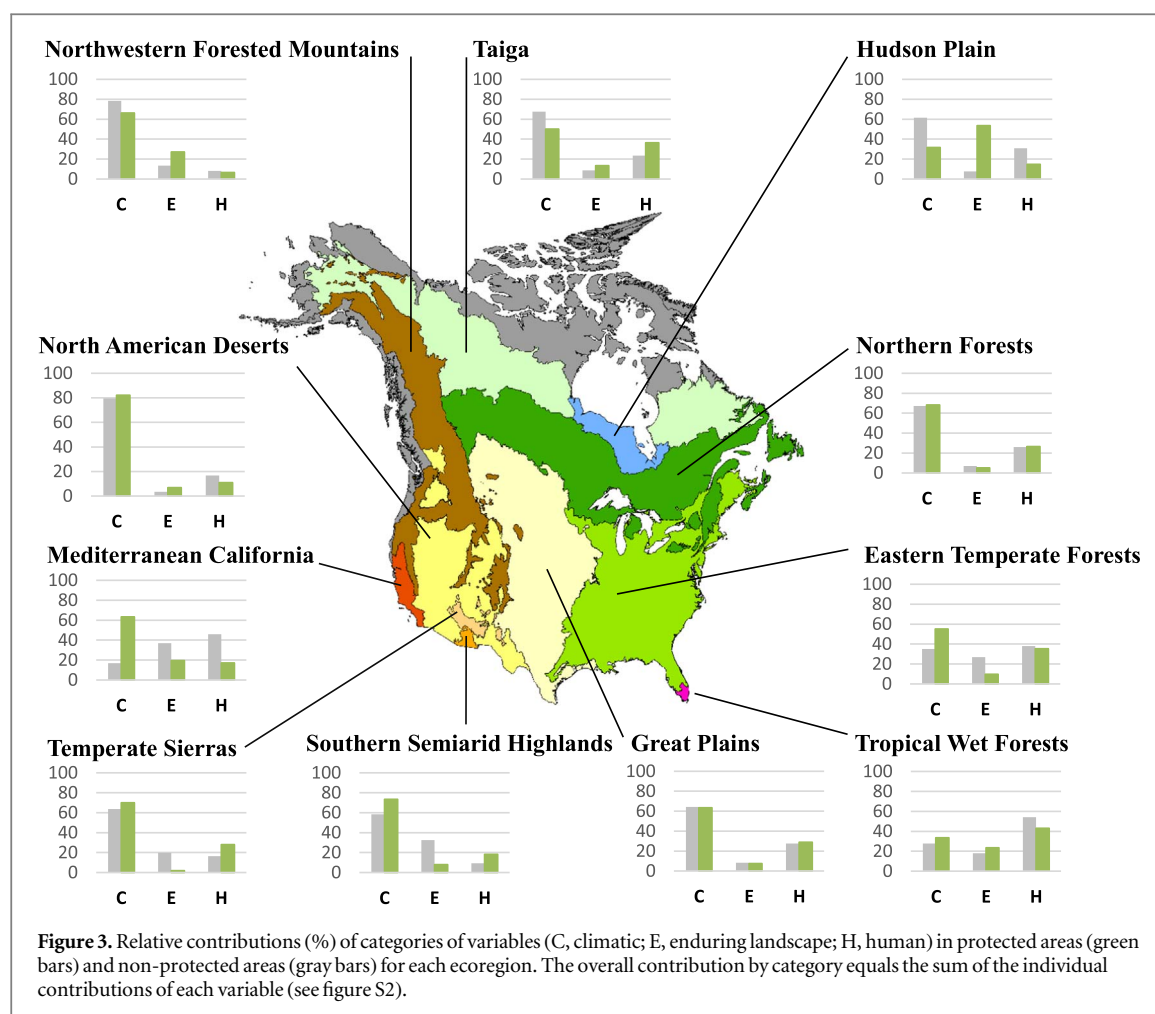 Northwestern Forested Mountains
100
80
60
40
20
0
C E H
Taiga
100
80
60
40
20
0
C E H
Hudson Plain
100
80
60
40
20
0
C E H
North American Deserts
100
80
60
40
20
0
C E H
Northern Forests
100
80
60
40
20
0
C E H
Mediterranean California
100
80
60
40
20
0
C E H
Eastern Temperate Forests
100
80
60
40
20
0
C E H
Temperate Sierras
100
80
60
40
20
0
C E H
Southern Semiarid Highlands
100
80
60
40
20
0
C E H
Great Plains
100
80
60
40
20
0
C E H
Tropical Wet Forests
100
80
60
40
20
0
C E H
Figure 3. Relative contributions (%) of categories of variables (C, climatic; E, enduring landscape; H, human) in protected areas (green
bars) and non-protected areas (gray bars) for each ecoregion. The overall contribution by category equals the sum of the individual
contributions of each variable (see figure S2).